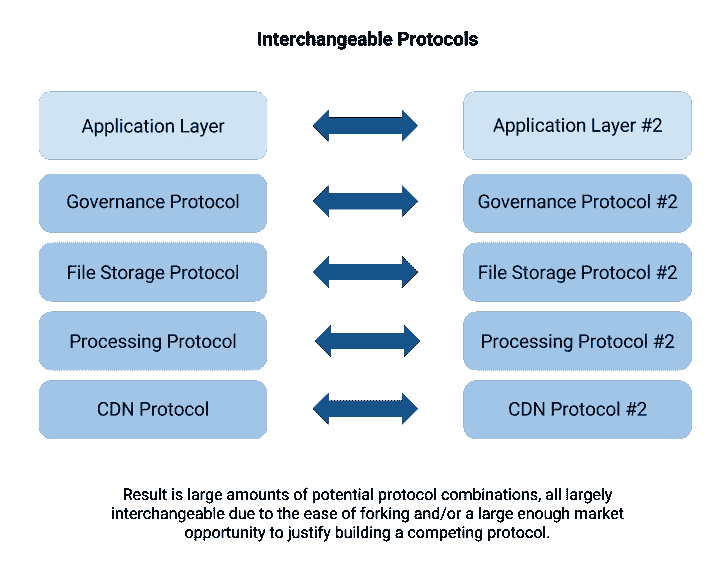 Interchangeable Protocols
Application Layer
Application Layer #2
Governance Protocol
Governance Protocol #2
File Storage Protocol
File Storage Protocol #2
Processing Protocol
Processing Protocol #2
CDN Protocol
CDN Protocol #2
Result is large amounts of potential protocol combinations, all largely
interchangeable due to the ease of forking and/or a large enough market
opportunity to justify building a competing protocol.